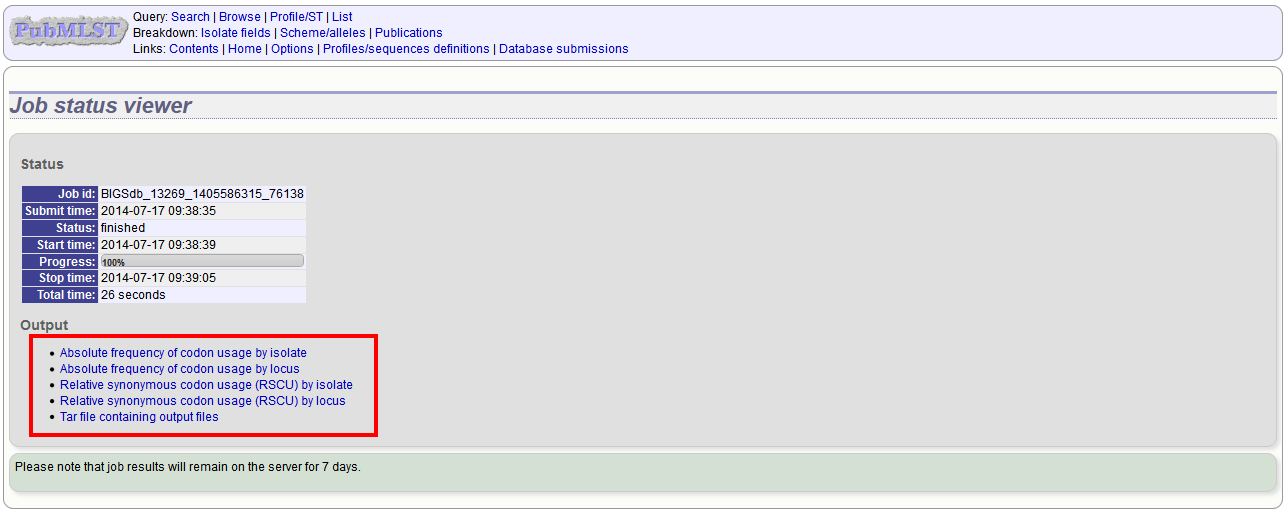 PubMLST
Query: Search | Browse | Profile/ST | List
Breakdown: Isolate fields | Scheme/alleles | Publications
Links: Contents | Home | Options | Profiles/sequences definitions | Database submissions
Job status viewer
Status
Job id: BIGSdb_13269_1405586315_76138
Submit time: 2014-07-17 09:38:35
Status: finished
Start time: 2014-07-17 09:38:39
Progress: 100%
Stop time: 2014-07-17 09:39:05
Total time: 26 seconds
Output
• Absolute frequency of codon usage by isolate
• Absolute frequency of codon usage by locus
• Relative synonymous codon usage (RSCU) by isolate
• Relative synonymous codon usage (RSCU) by locus
• Tar file containing output files
Please note that job results will remain on the server for 7 days.